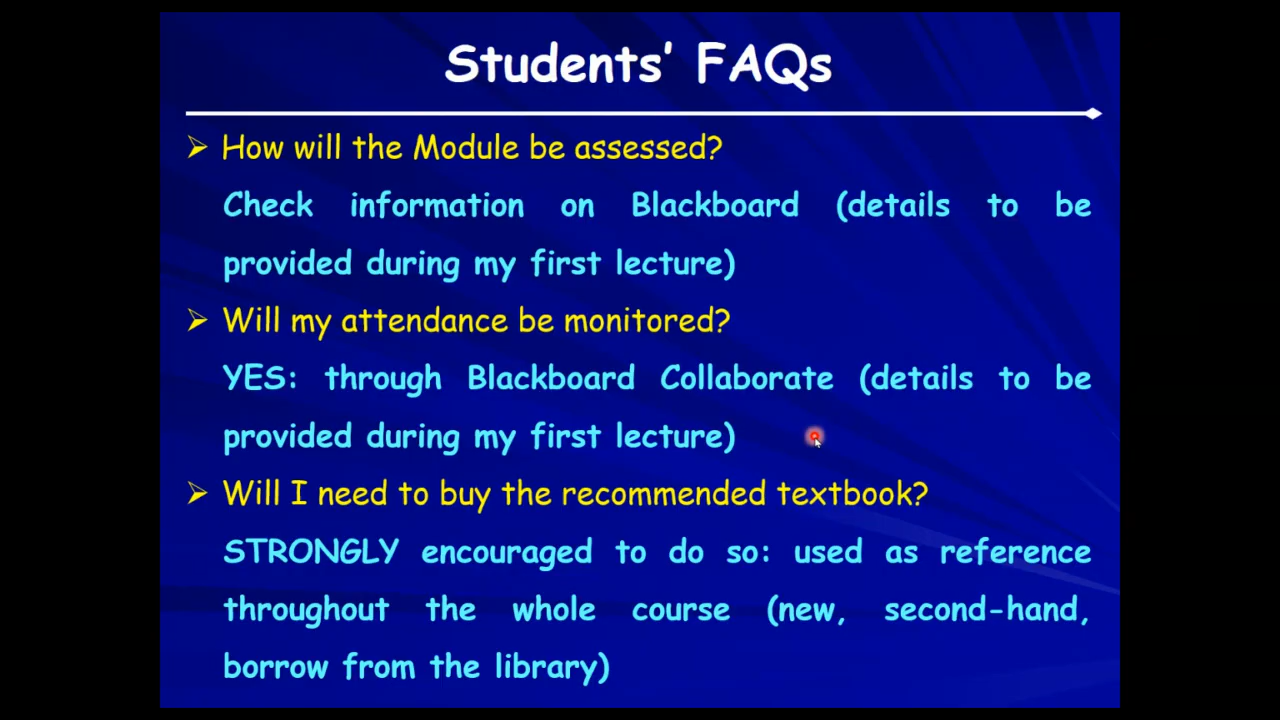 Students’ FAQs
How will the Module be assessed?
Check information on Blackboard (details to be
provided during my first lecture)
Will my attendance be monitored?
YES: through Blackboard Collaborate (details to be
provided during my first lecture)
Will I need to buy the recommended textbook?
STRONGLY encouraged to do so: used as reference
throughout the whole course (new, second-hand,
borrow from the library)